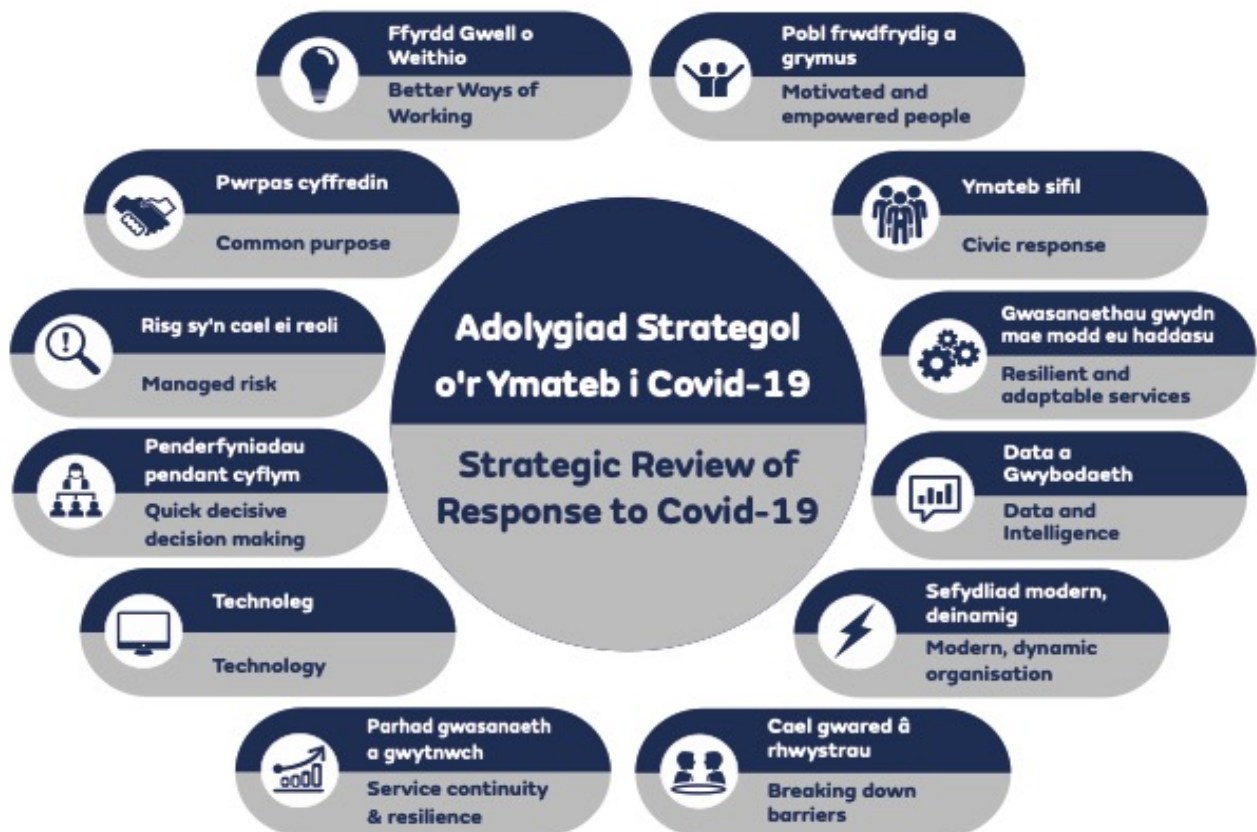 Ffyrdd Gwell o
Weithio
Better Ways of
Working
Pobl frwdfrydig a
grymus
Motivated and
empowered people
Pwrpas cyffredin
Common purpose
Ymateb sifil
Civic response
Risg sy'n cael ei reoli
Managed risk
Adolygiad Strategol
o'r Ymateb i Covid-19
Strategic Review of
Response to Covid-19
Gwasanaethau gwydn
mae modd eu haddasu
Resilient and
adaptable services
Penderfyniadau
pendant cyflym
Quick decisive
decision making
Data a
Gwybodaeth
Data and
Intelligence
Technoleg
Technology
Sefydliad modern,
deinamig
Modern, dynamic
organisation
Parhad gwasanaeth
a gwytnwch
Service continuity
& resilience
Cael gwared â
rhwystrau
Breaking down
barriers